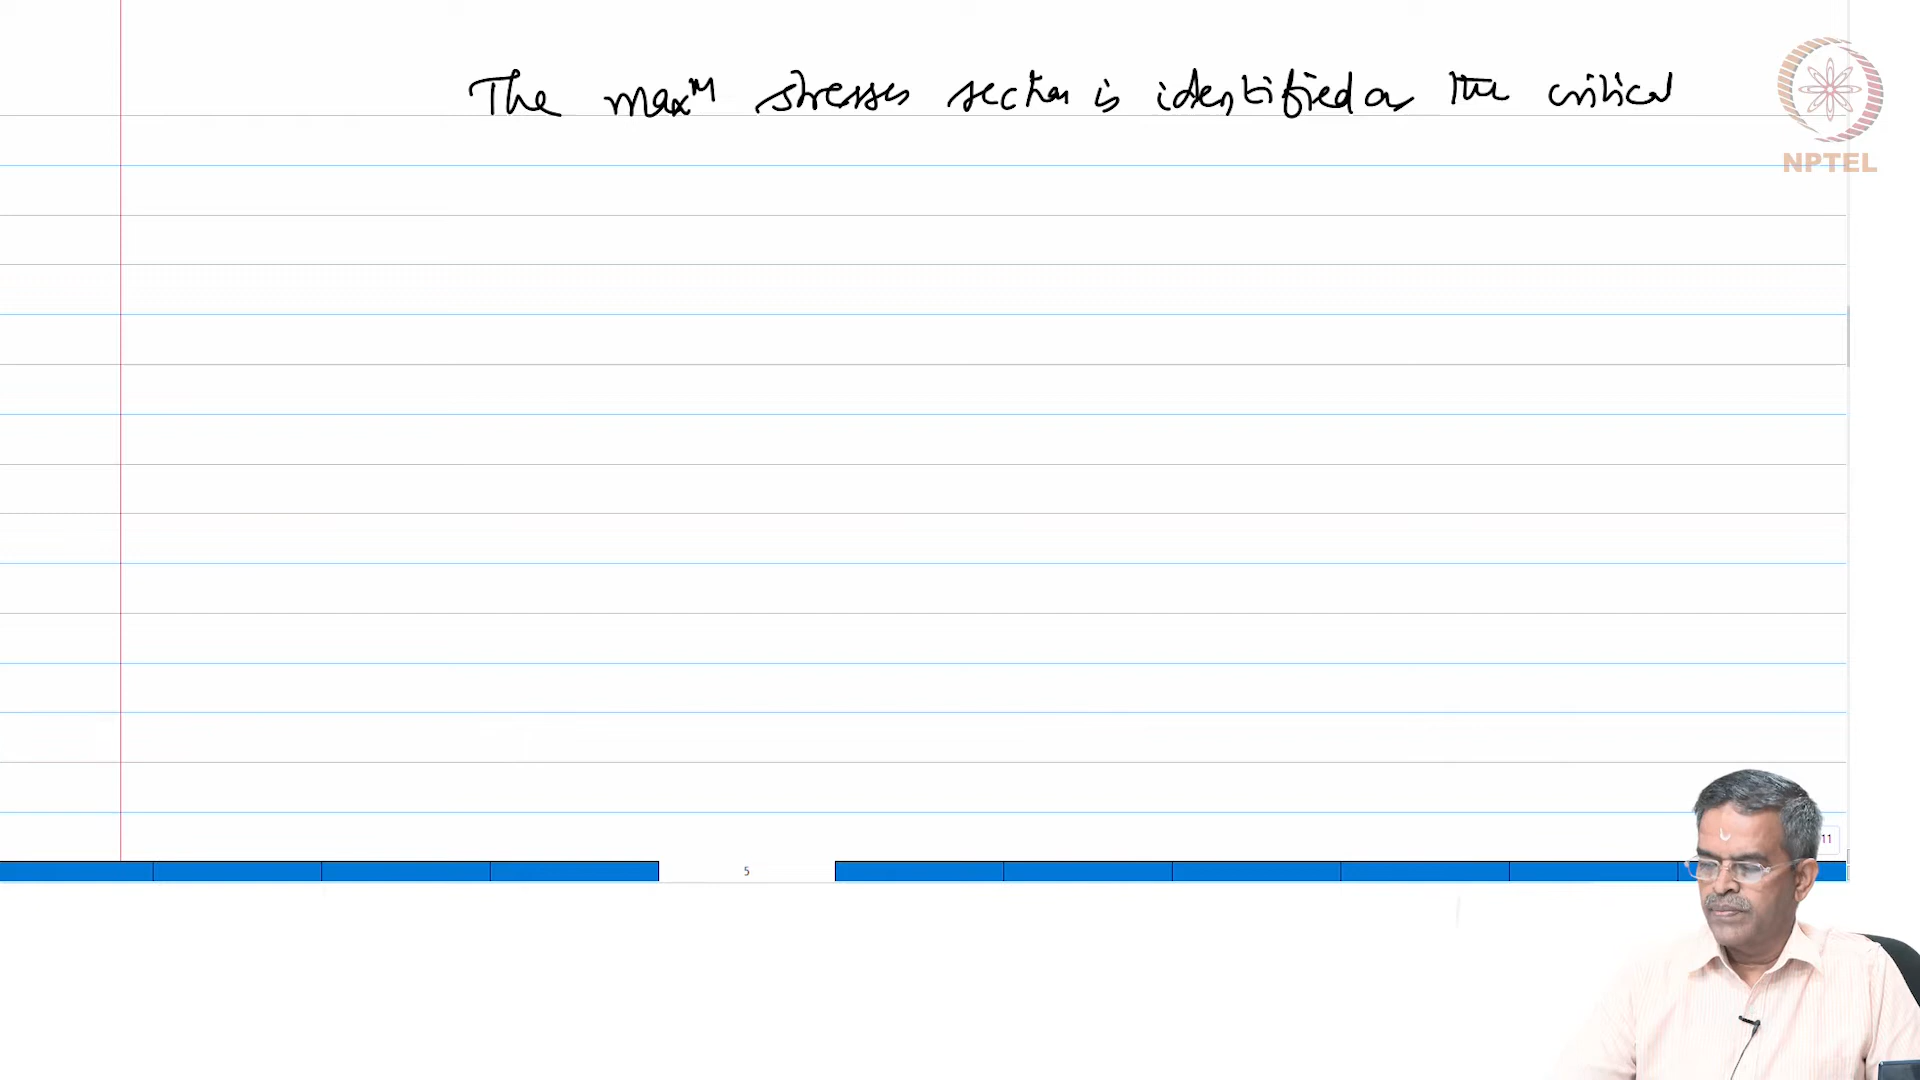 The maxᵐ stresses section is identified as the critical
NPTEL
11
5